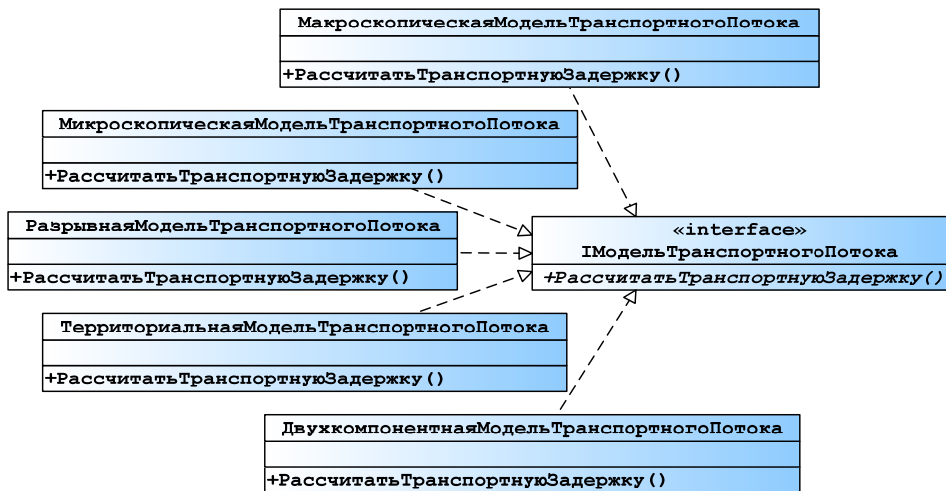 МакроскопическаяМодельТранспортногоПотока
+РассчитатьТранспортнуюЗадержку()
МикроскопическаяМодельТранспортногоПотока
+РассчитатьТранспортнуюЗадержку()
РазрывнаяМодельТранспортногоПотока
+РассчитатьТранспортнуюЗадержку()
«interface»
IМодельТранспортногоПотока
+РассчитатьТранспортнуюЗадержку()
ТерриториальнаяМодельТранспортногоПотока
+РассчитатьТранспортнуюЗадержку()
ДвухкомпонентнаяМодельТранспортногоПотока
+РассчитатьТранспортнуюЗадержку()